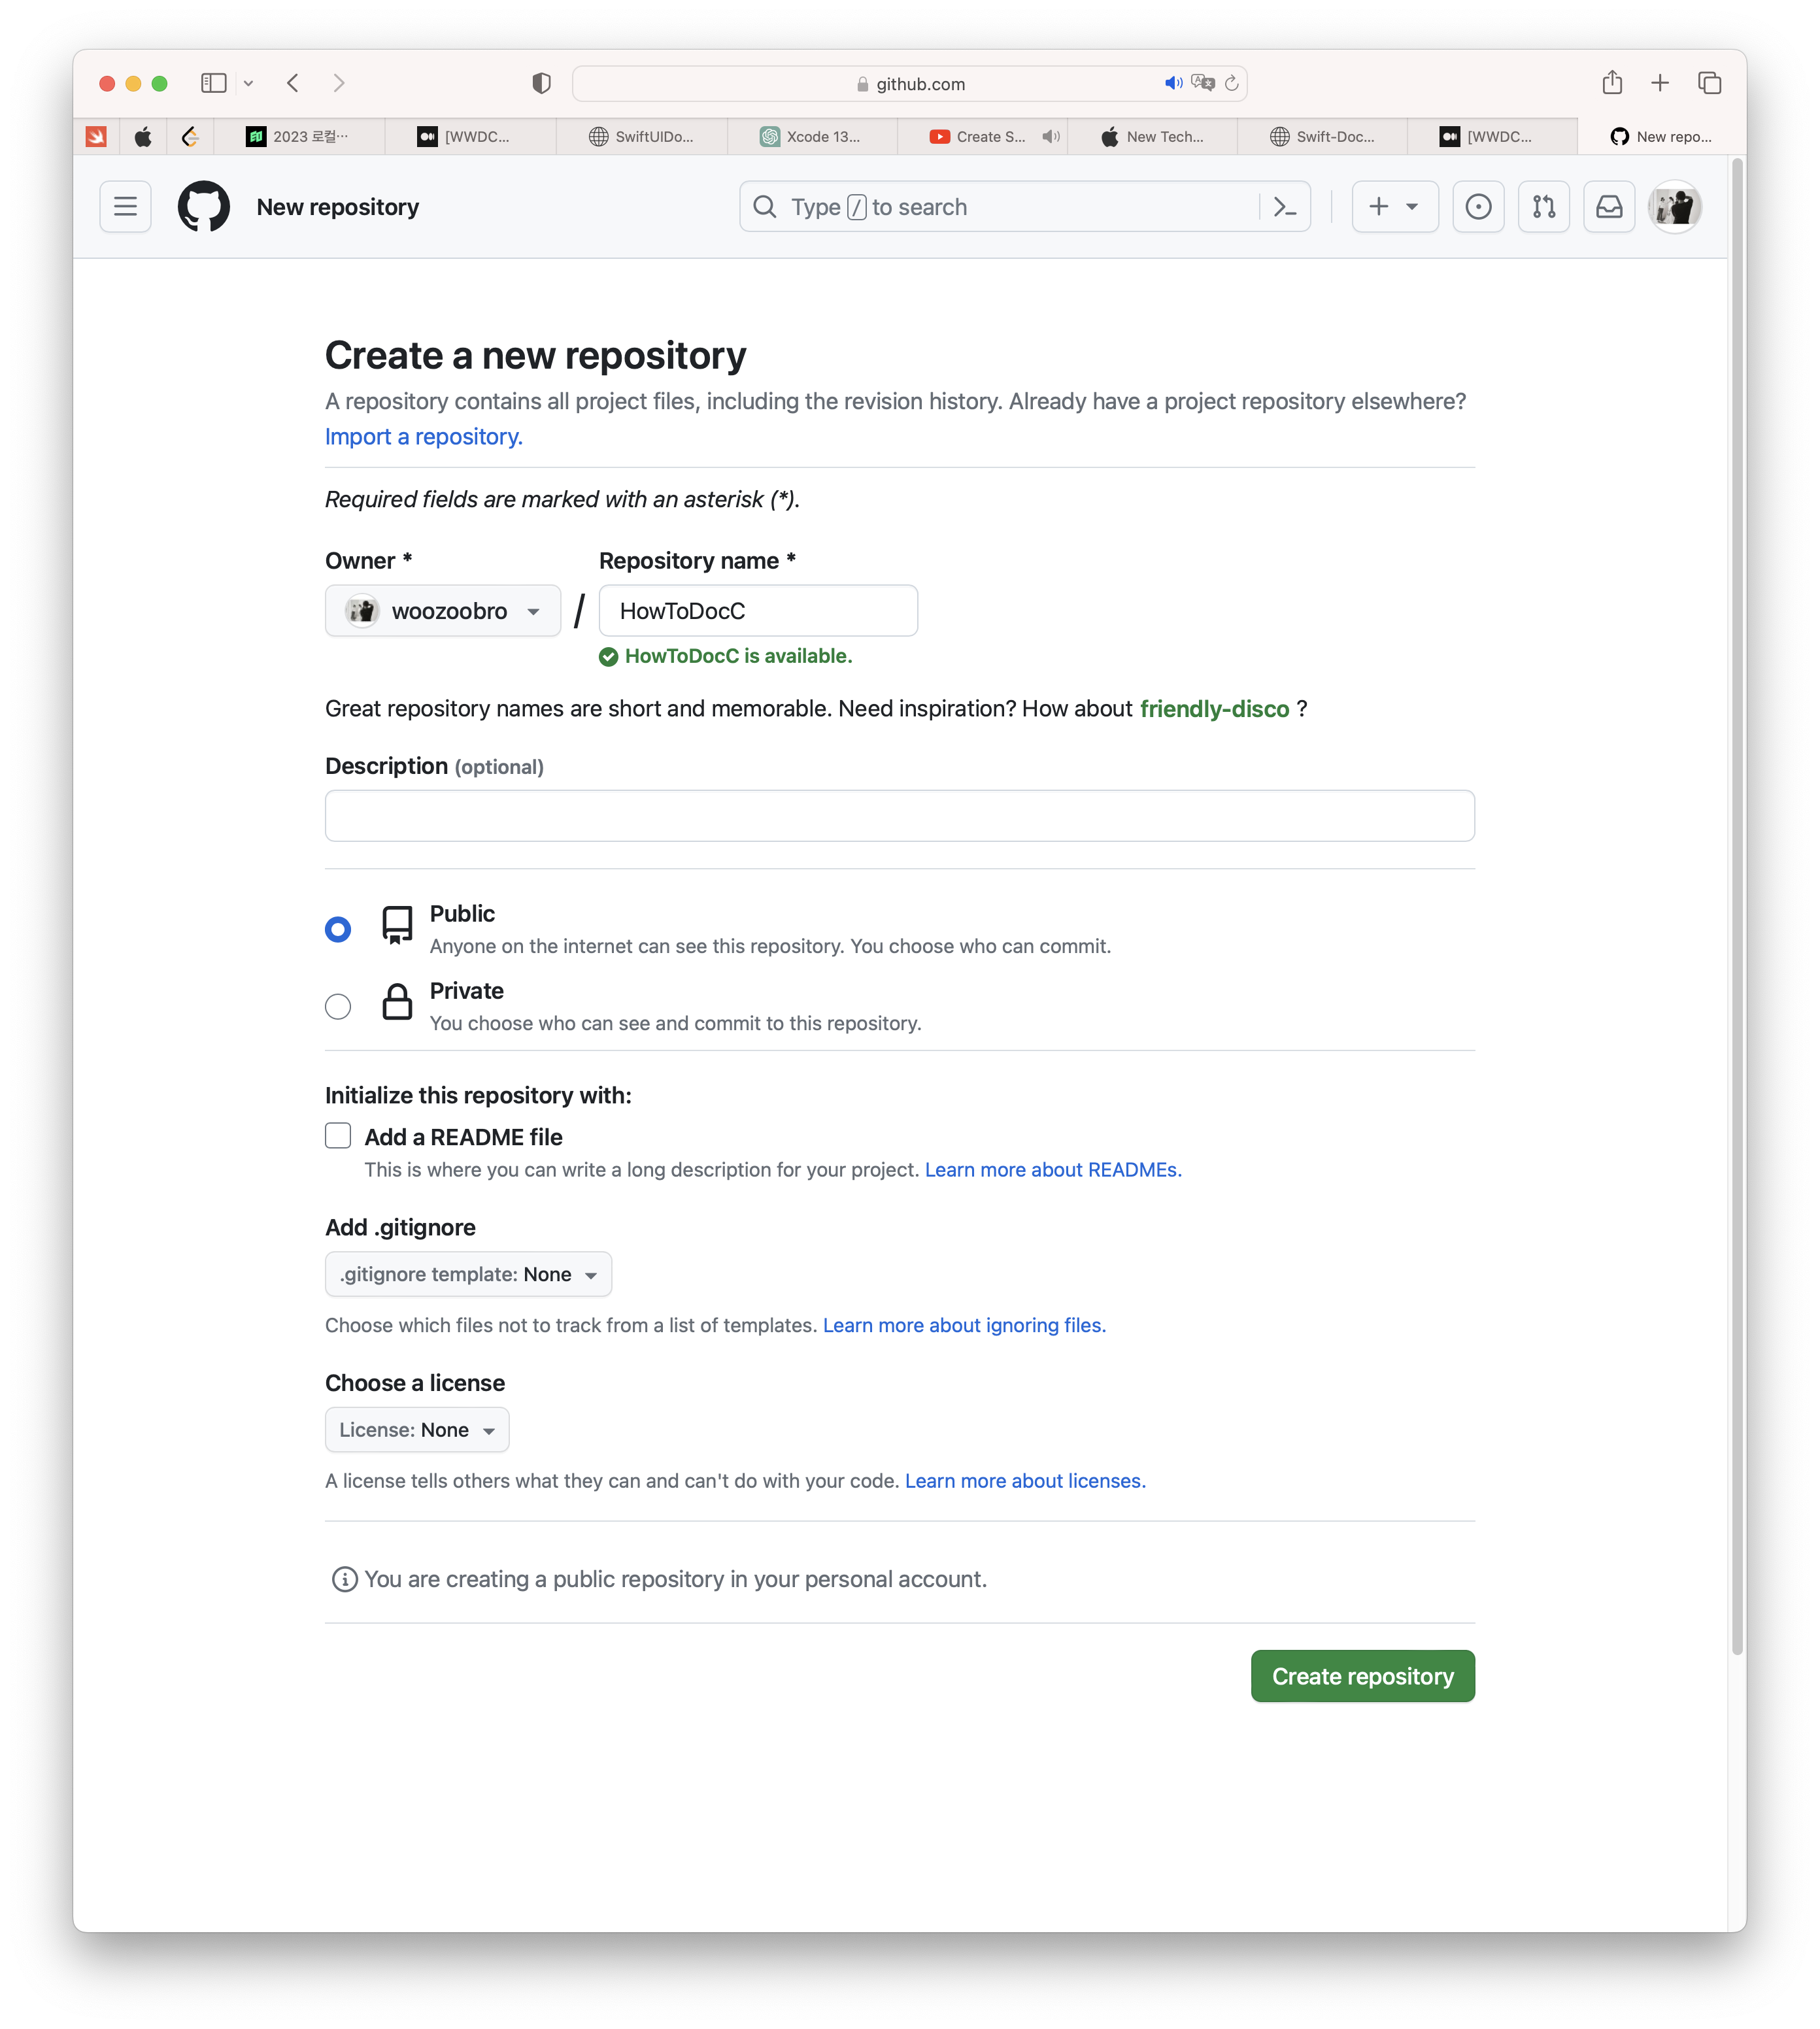 github.com
2023 로컬…
[WWDC...
SwiftUIDo...
Xcode 13...
Create S...
New Tech...
Swift-Doc...
[WWDC...
New repo...
New repository
Type / to search
Create a new repository
A repository contains all project files, including the revision history. Already have a project repository elsewhere?
Import a repository.
Required fields are marked with an asterisk (*).
Owner *
Repository name *
woozoobro / HowToDocC
HowToDocC is available.
Great repository names are short and memorable. Need inspiration? How about friendly-disco ?
Description (optional)
Public
Anyone on the internet can see this repository. You choose who can commit.
Private
You choose who can see and commit to this repository.
Initialize this repository with:
Add a README file
This is where you can write a long description for your project. Learn more about READMEs.
Add .gitignore
.gitignore template: None
Choose which files not to track from a list of templates. Learn more about ignoring files.
Choose a license
License: None
A license tells others what they can and can't do with your code. Learn more about licenses.
You are creating a public repository in your personal account.
Create repository